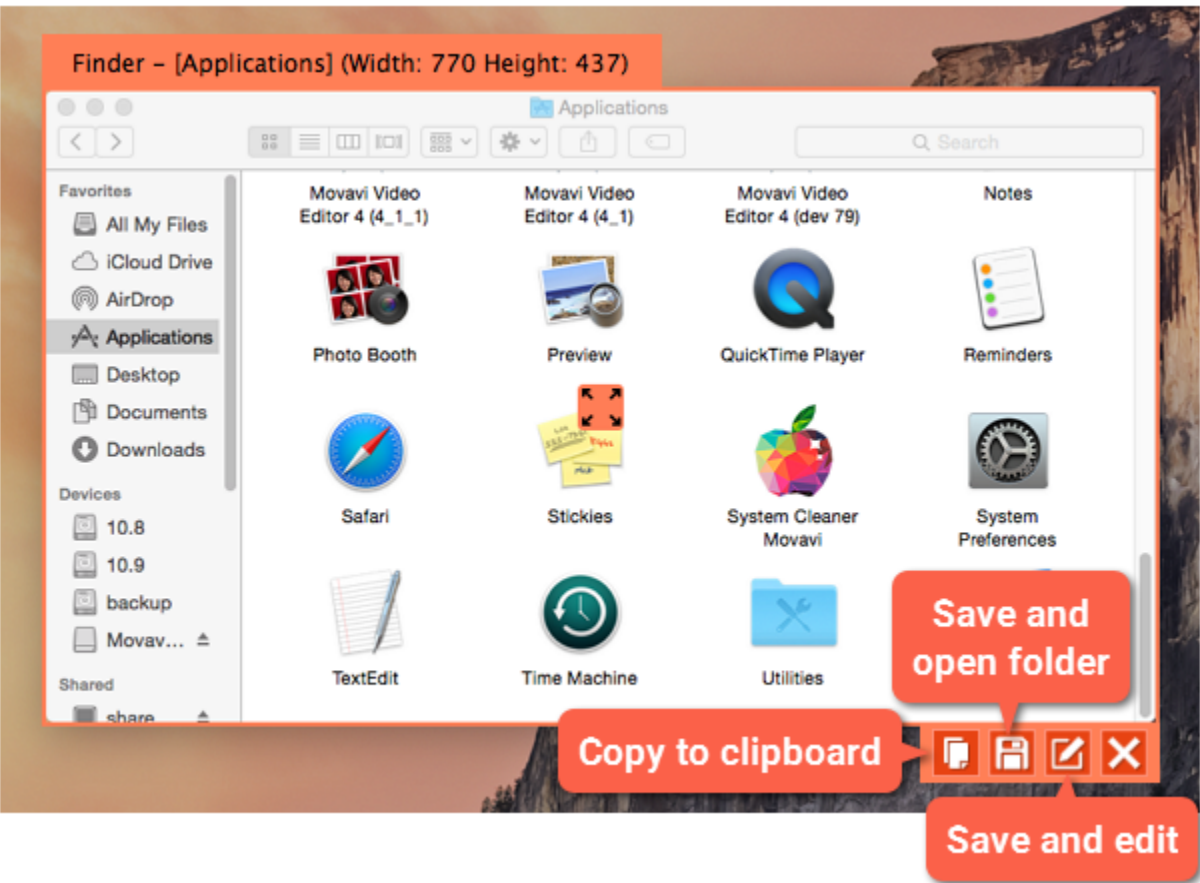 Finder – [Applications] (Width: 770 Height: 437)
Applications
Search
Favorites
All My Files
iCloud Drive
AirDrop
Applications
Desktop
Documents
Downloads
Devices
10.8
10.9
backup
Movav...
Shared
share
Movavi Video
Editor 4 (4_1_1)
Movavi Video
Editor 4 (4_1)
Movavi Video
Editor 4 (dev 79)
Notes
Photo Booth
Preview
QuickTime Player
Reminders
Safari
Stickies
System Cleaner
Movavi
System
Preferences
TextEdit
Time Machine
Utilities
Save and
open folder
Copy to clipboard
Save and edit